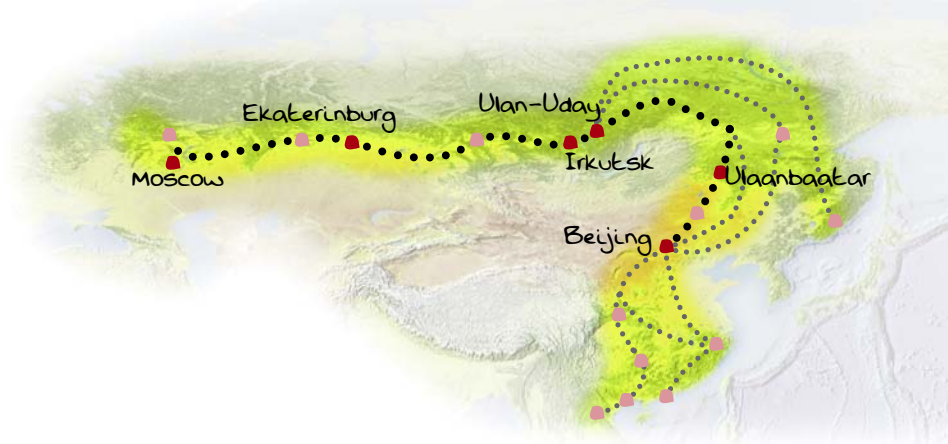 Ekaterinburg
Ulan-Uday
Irkutsk
Moscow
Ulaanbaatar
Beijing